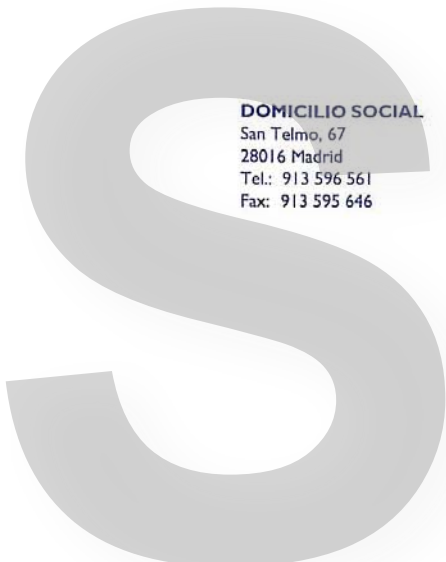 DOMICILIO SOCIAL
San Telmo, 67
28016 Madrid
Tel.: 913 596 561
Fax: 913 595 646
S